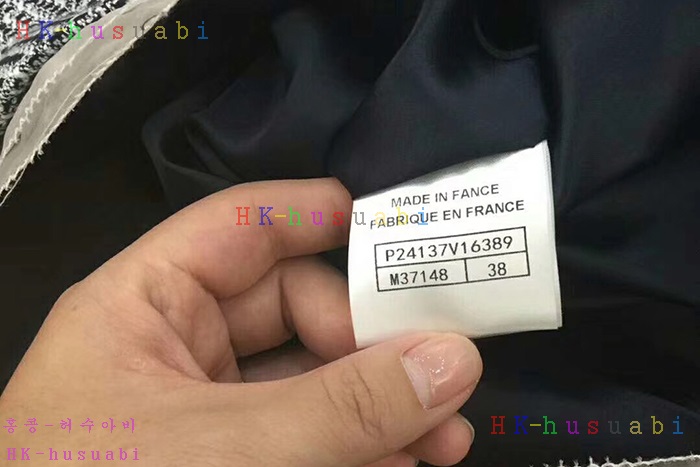 HK-husuabi
MADE IN FANCE
HK-husuabi
FABRIQUE EN FRANCE
P24137V16389
M37148 38
홍콩-허수아비
HK-husuabi
HK-husuabi